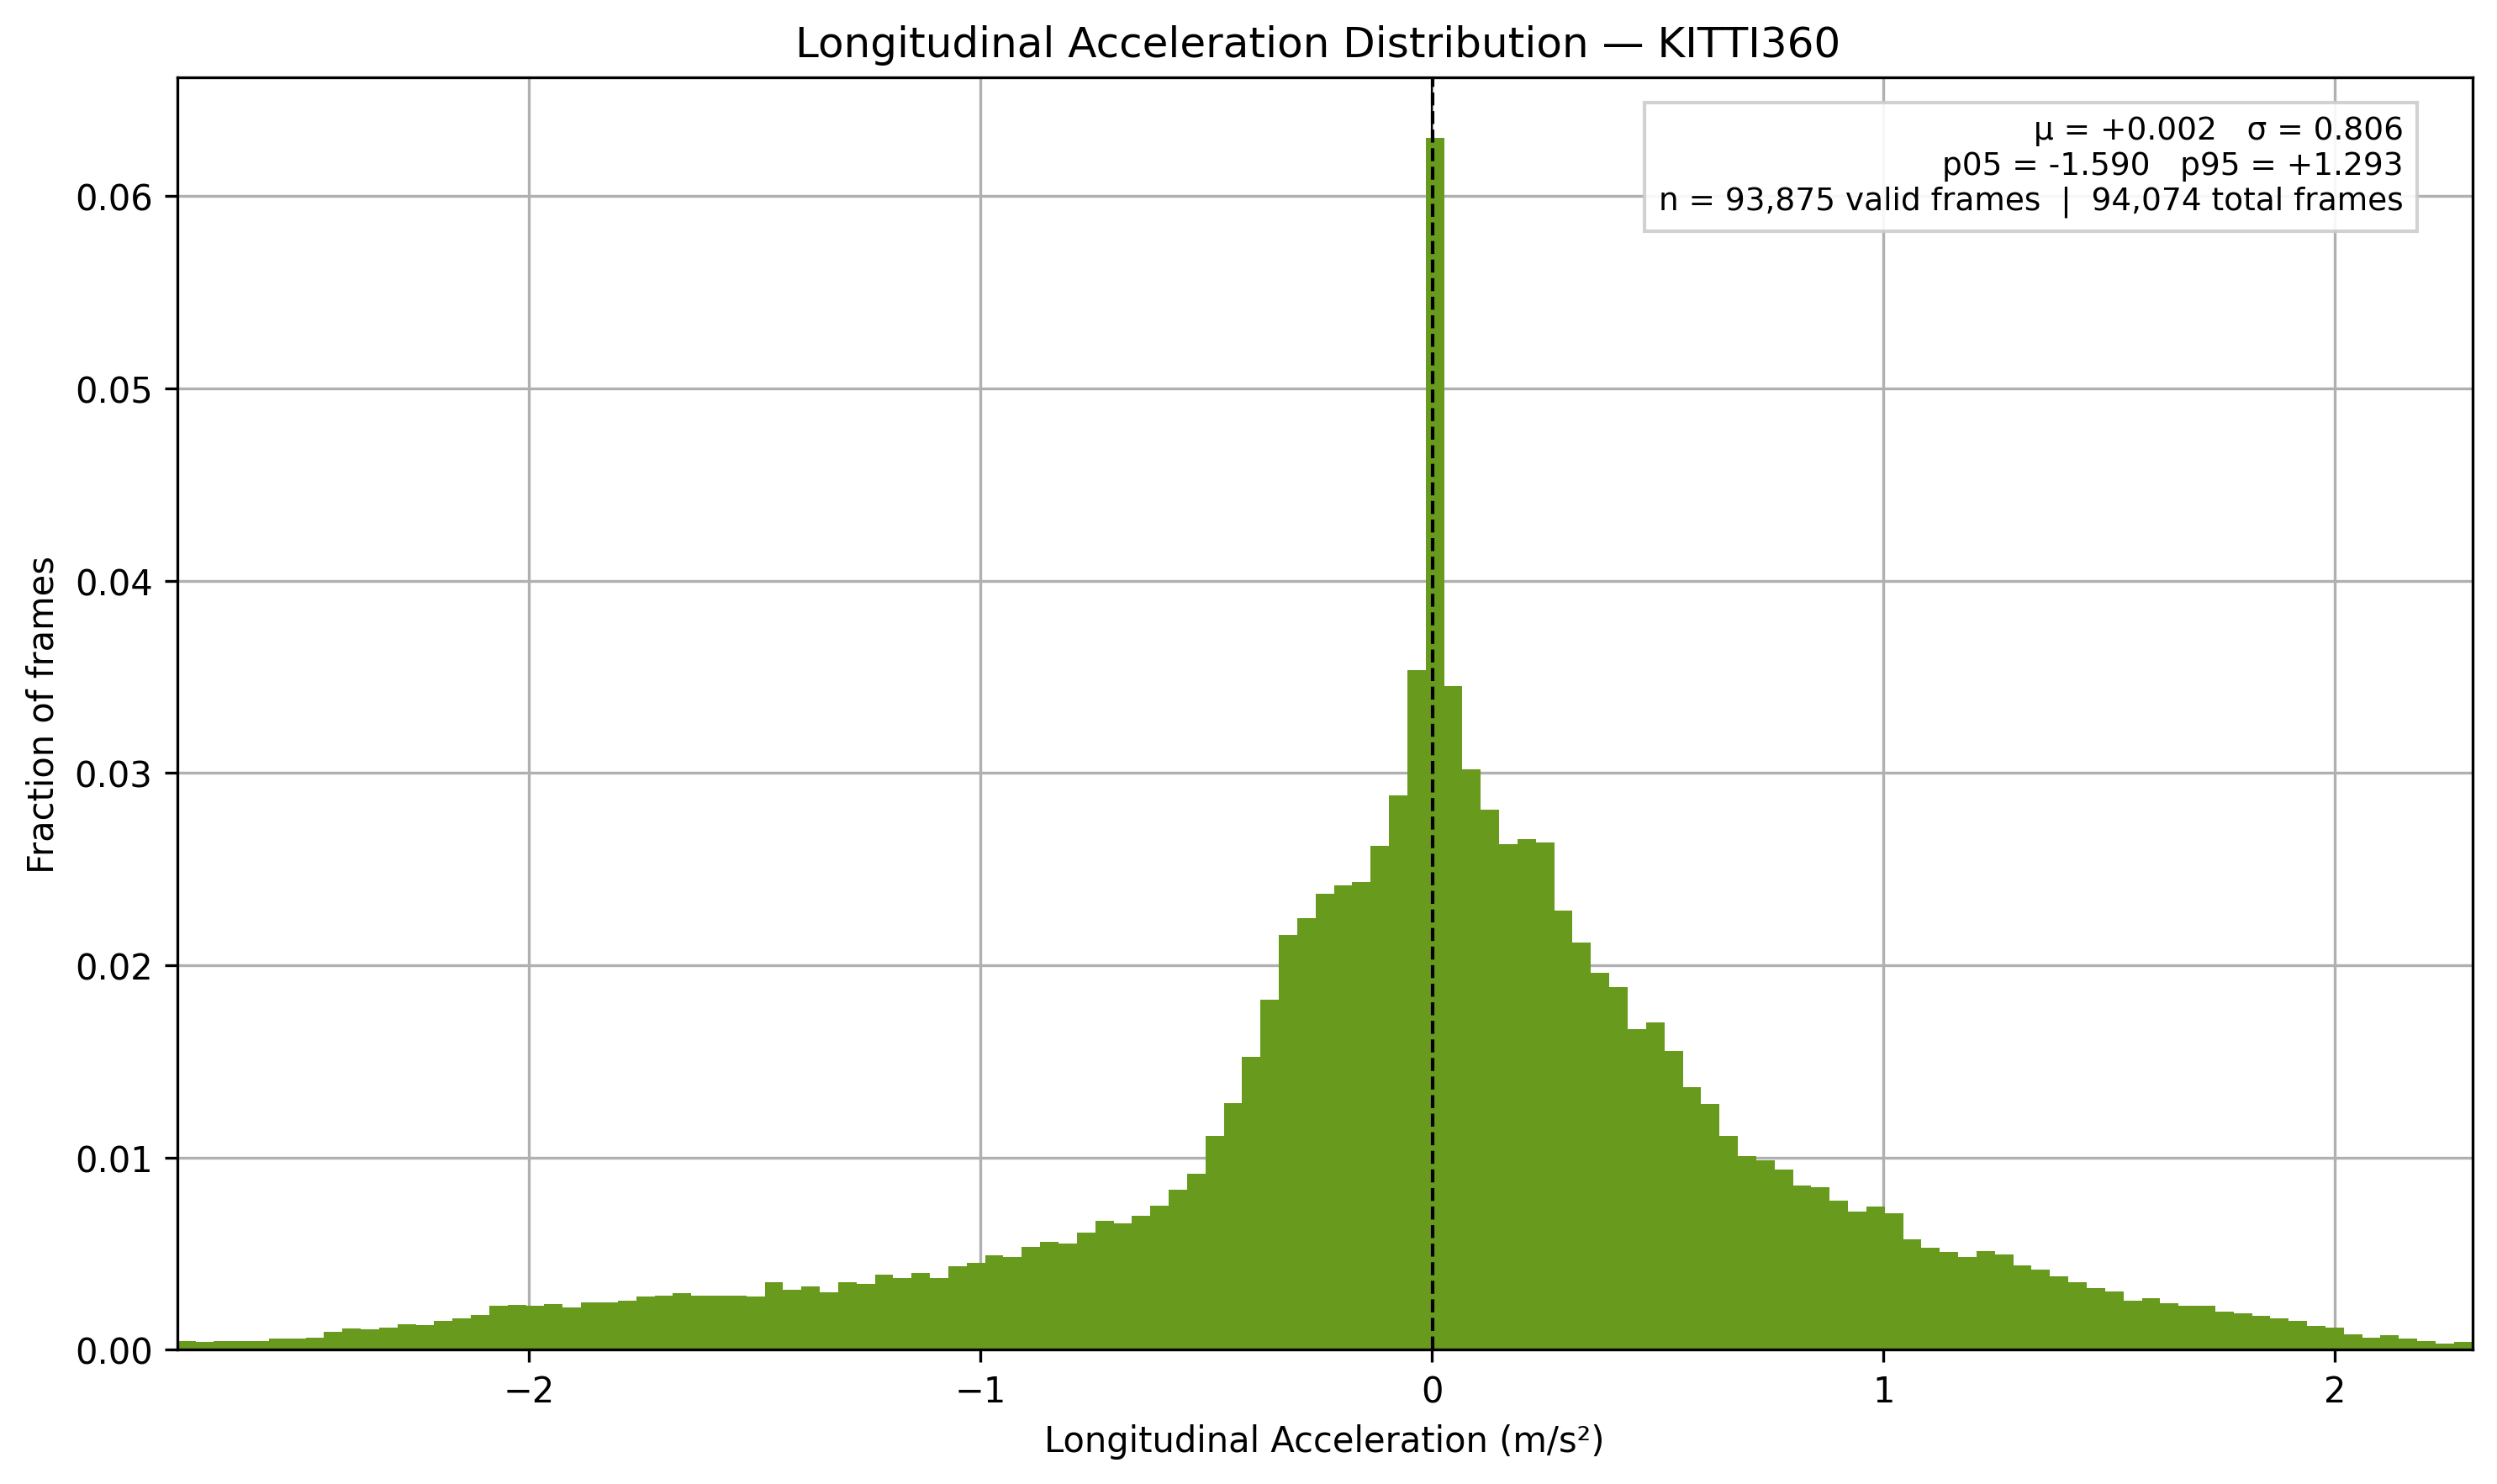 Longitudinal Acceleration Distribution — KITTI360
μ = +0.002   σ = 0.806
p05 = -1.590   p95 = +1.293
n = 93,875 valid frames  |  94,074 total frames
Fraction of frames
0.06
0.05
0.04
0.03
0.02
0.01
0.00
−2
−1
0
1
2
Longitudinal Acceleration (m/s²)